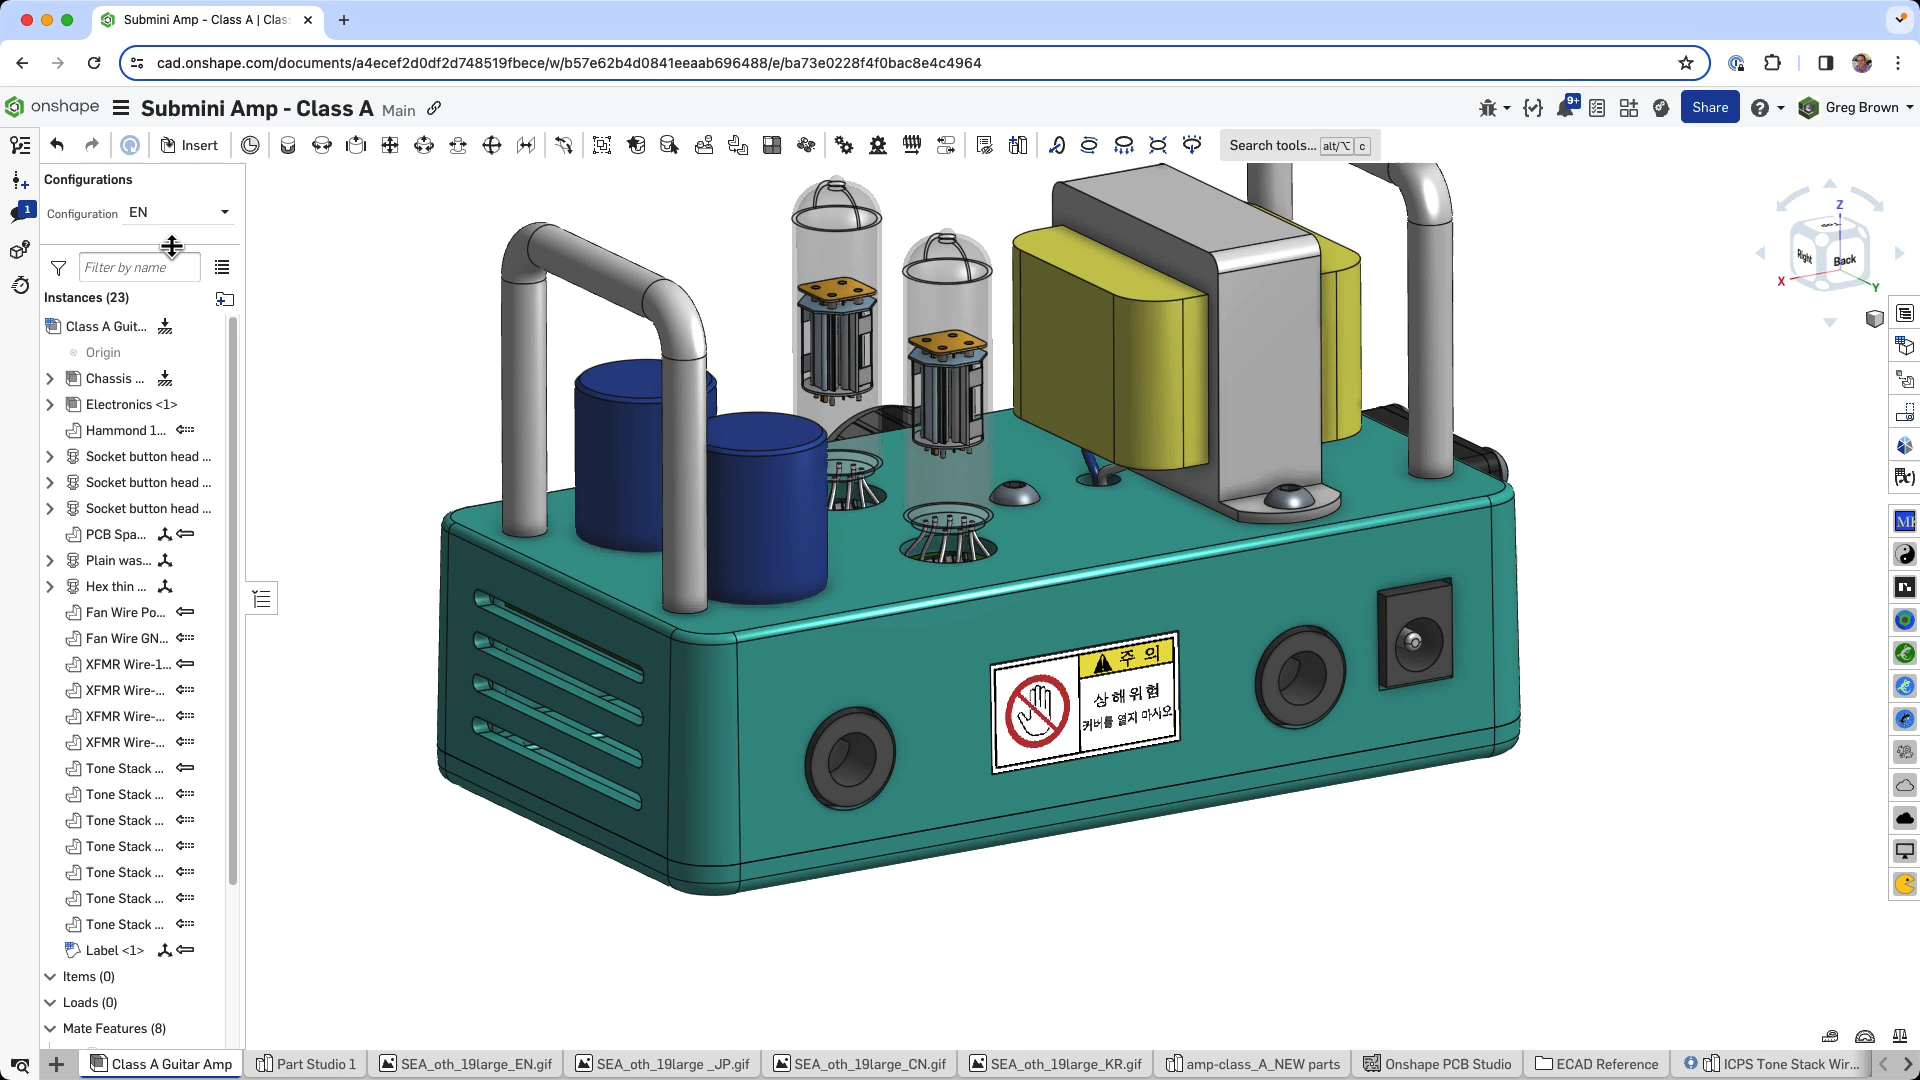 Submini Amp - Class A | Clas
cad.onshape.com/documents/a4ecef2d0df2d748519fbece/w/b57e62b4d0841eeaab696488/e/ba73e0228f4f0bac8e4c4964
onshape
Submini Amp - Class A Main
9+
Share
Greg Brown
Insert
Search tools... alt/⌥ c
Configurations
1
Configuration EN
Filter by name
Instances (23)
Class A Guit...
Origin
Chassis ...
Electronics <1>
Hammond 1...
Socket button head ...
Socket button head ...
Socket button head ...
PCB Spa...
Plain was...
Hex thin ...
Fan Wire Po...
Fan Wire GN...
XFMR Wire-1...
XFMR Wire-...
XFMR Wire-...
XFMR Wire-...
Tone Stack ...
Tone Stack ...
Tone Stack ...
Tone Stack ...
Tone Stack ...
Tone Stack ...
Tone Stack ...
Label <1>
Items (0)
Loads (0)
Mate Features (8)
주 의
상해위험
커버를 열지 마시오
Z
Right
Back
X
Y
(x)
Class A Guitar Amp
Part Studio 1
SEA_oth_19large_EN.gif
SEA_oth_19large _JP.gif
SEA_oth_19large_CN.gif
SEA_oth_19large_KR.gif
amp-class_A_NEW parts
Onshape PCB Studio
ECAD Reference
ICPS Tone Stack Wir...